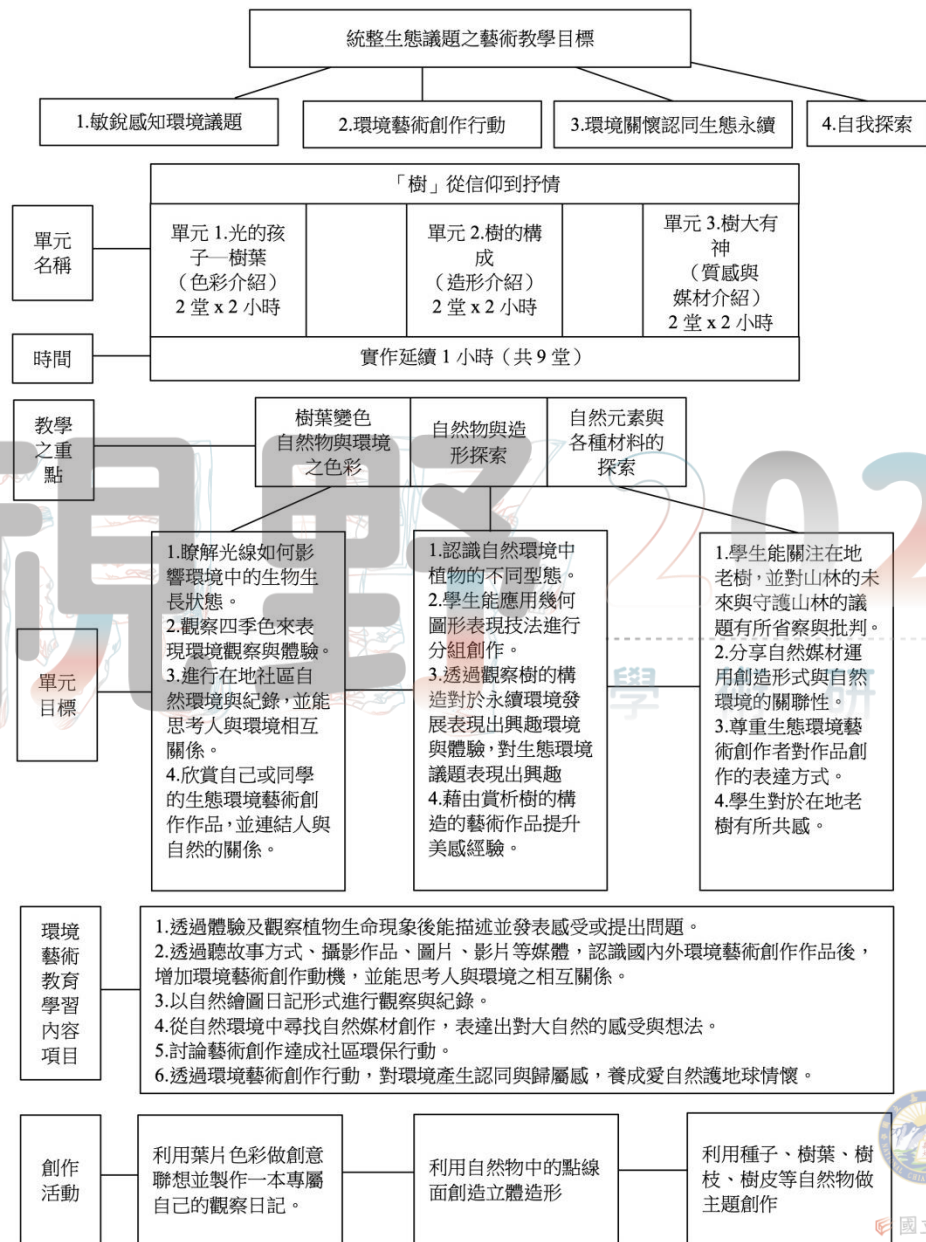 統整生態議題之藝術教學目標
1.敏銳感知環境議題
2.環境藝術創作行動
3.環境關懷認同生態永續
4.自我探索
「樹」從信仰到抒情
單元
名稱
單元 1.光的孩
子—樹葉
（色彩介紹）
2 堂 x 2 小時
單元 2.樹的構
成
（造形介紹）
2 堂 x 2 小時
單元 3.樹大有
神
（質感與
媒材介紹）
2 堂 x 2 小時
時間
實作延續 1 小時（共 9 堂）
教學
之重
點
樹葉變色
自然物與環境
之色彩
自然物與造
形探索
自然元素與
各種材料的
探索
單元
目標
1.瞭解光線如何影
響環境中的生物生
長狀態。
2.觀察四季色來表
現環境觀察與體驗。
3.進行在地社區自
然環境與紀錄，並能
思考人與環境相互
關係。
4.欣賞自己或同學
的生態環境藝術創
作作品，並連結人與
自然的關係。
1.認識自然環境中
植物的不同型態。
2.學生能應用幾何
圖形表現技法進行
分組創作。
3.透過觀察樹的構
造對於永續環境發
展表現出興趣環境
與體驗，對生態環境
議題表現出興趣
4.藉由賞析樹的構
造的藝術作品提升
美感經驗。
1.學生能關注在地
老樹，並對山林的未
來與守護山林的議
題有所省察與批判。
2.分享自然媒材運
用創造形式與自然
環境的關聯性。
3.尊重生態環境藝
術創作者對作品創
作的表達方式。
4.學生對於在地老
樹有所共感。
環境
藝術
教育
學習
內容
項目
1.透過體驗及觀察植物生命現象後能描述並發表感受或提出問題。
2.透過聽故事方式、攝影作品、圖片、影片等媒體，認識國內外環境藝術創作作品後，
增加環境藝術創作動機，並能思考人與環境之相互關係。
3.以自然繪圖日記形式進行觀察與紀錄。
4.從自然環境中尋找自然媒材創作，表達出對大自然的感受與想法。
5.討論藝術創作達成社區環保行動。
6.透過環境藝術創作行動，對環境產生認同與歸屬感，養成愛自然護地球情懷。
創作
活動
利用葉片色彩做創意
聯想並製作一本專屬
自己的觀察日記。
利用自然物中的點線
面創造立體造形
利用種子、樹葉、樹
枝、樹皮等自然物做
主題創作
視野 202
學 術 研
國立